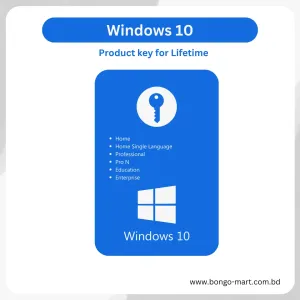 Windows 10
Product key for Lifetime
Home
Home Single Language
Professional
Pro N
Education
Enterprise
Windows 10
www.bongo-mart.com.bd